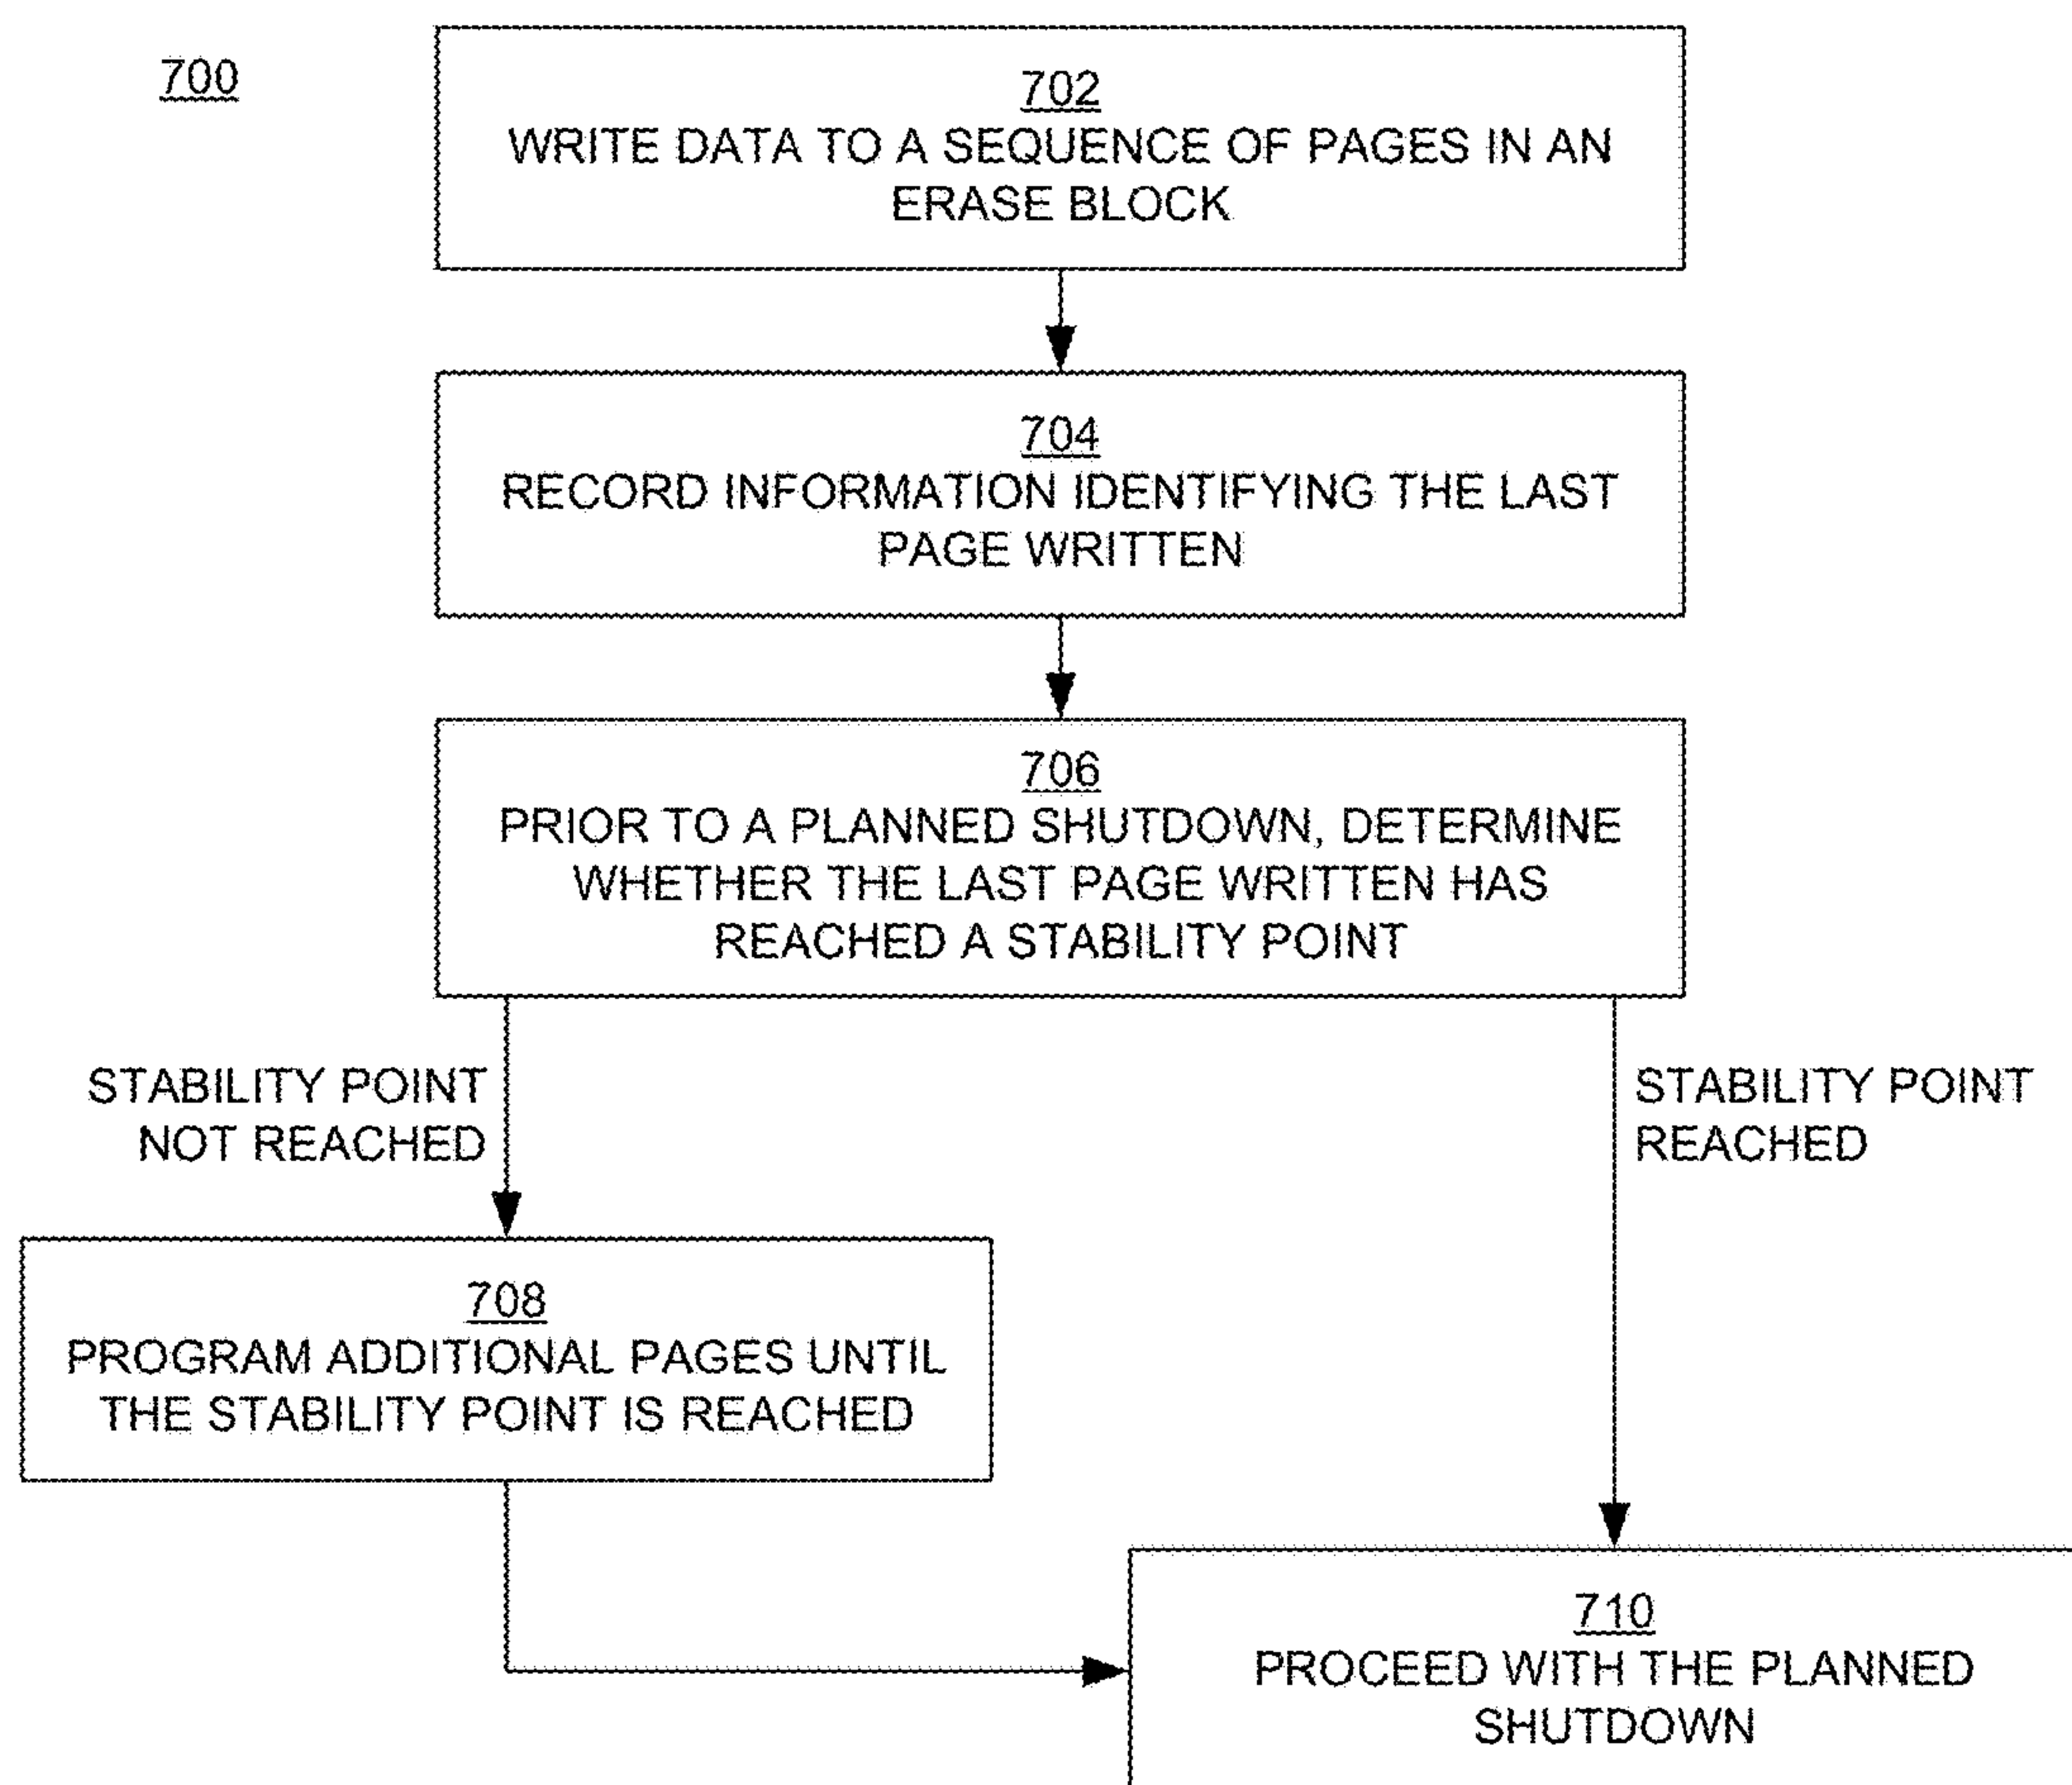 700
702
WRITE DATA TO A SEQUENCE OF PAGES IN AN
ERASE BLOCK
704
RECORD INFORMATION IDENTIFYING THE LAST
PAGE WRITTEN
706
PRIOR TO A PLANNED SHUTDOWN, DETERMINE
WHETHER THE LAST PAGE WRITTEN HAS
REACHED A STABILITY POINT
STABILITY POINT
NOT REACHED
STABILITY POINT
REACHED
708
PROGRAM ADDITIONAL PAGES UNTIL
THE STABILITY POINT IS REACHED
710
PROCEED WITH THE PLANNED
SHUTDOWN